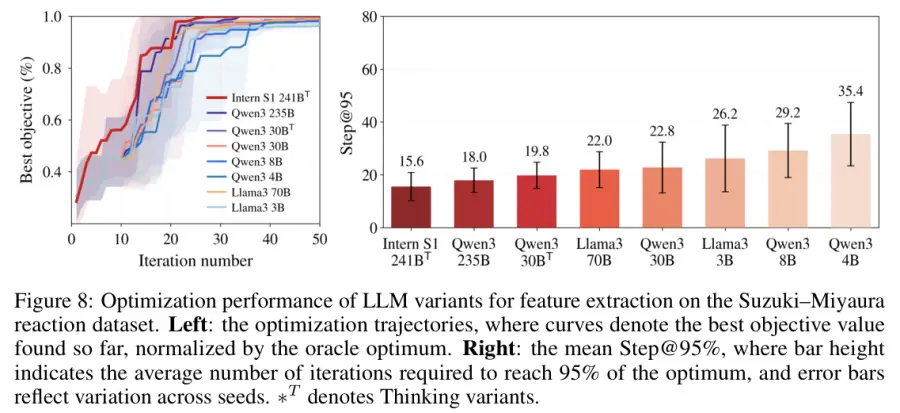 1.0
0.8
0.6
0.4
Best objective (%)
Intern S1 241Bᵀ
Qwen3 235B
Qwen3 30Bᵀ
Qwen3 30B
Qwen3 8B
Qwen3 4B
Llama3 70B
Llama3 3B
0 10 20 30 40 50
Iteration number
80
60
40
20
0
Step@95
15.6 18.0 19.8 22.0 22.8 26.2 29.2 35.4
Intern S1 Qwen3 Qwen3 Llama3 Qwen3 Llama3 Qwen3 Qwen3
241Bᵀ 235B 30Bᵀ 70B 30B 3B 8B 4B
Figure 8: Optimization performance of LLM variants for feature extraction on the Suzuki–Miyaura
reaction dataset. Left: the optimization trajectories, where curves denote the best objective value
found so far, normalized by the oracle optimum. Right: the mean Step@95%, where bar height
indicates the average number of iterations required to reach 95% of the optimum, and error bars
reflect variation across seeds. *ᵀ denotes Thinking variants.